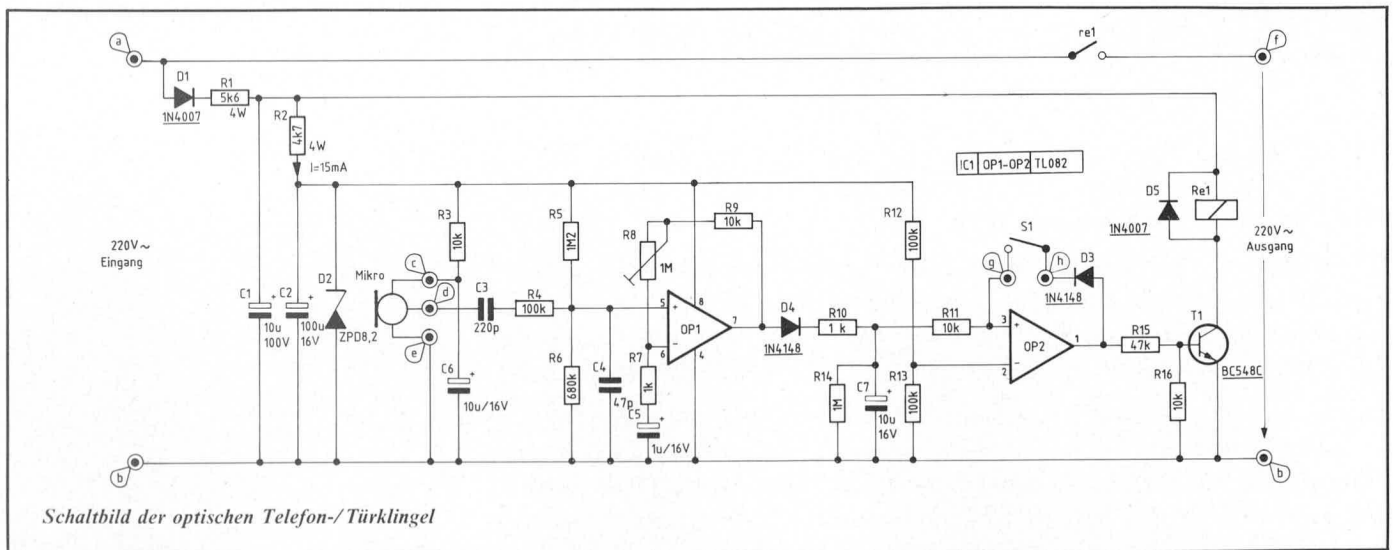 a
re1
f
D1
R1
5k6
4W
1N4007
R2
4k7
4W
I=15mA
IC1 OP1-OP2 TL082
220V~
Eingang
C1
10u
100V
C2
100u
16V
D2
ZPD8,2
Mikro
c
d
e
R3
10k
C6
10u/16V
C3
220p
R4
100k
R5
1M2
R6
680k
C4
47p
R8
1M
R9
10k
R7
1k
C5
1u/16V
5
+
6
−
8
4
7
OP1
D4
1N4148
R10
1 k
R14
1M
C7
10u
16V
R11
10k
R12
100k
R13
100k
S1
g
h
D3
1N4148
3
+
2
−
1
OP2
R15
47k
R16
10k
T1
BC548C
D5
1N4007
Re1
220V~
Ausgang
b
b
Schaltbild der optischen Telefon-/Türklingel